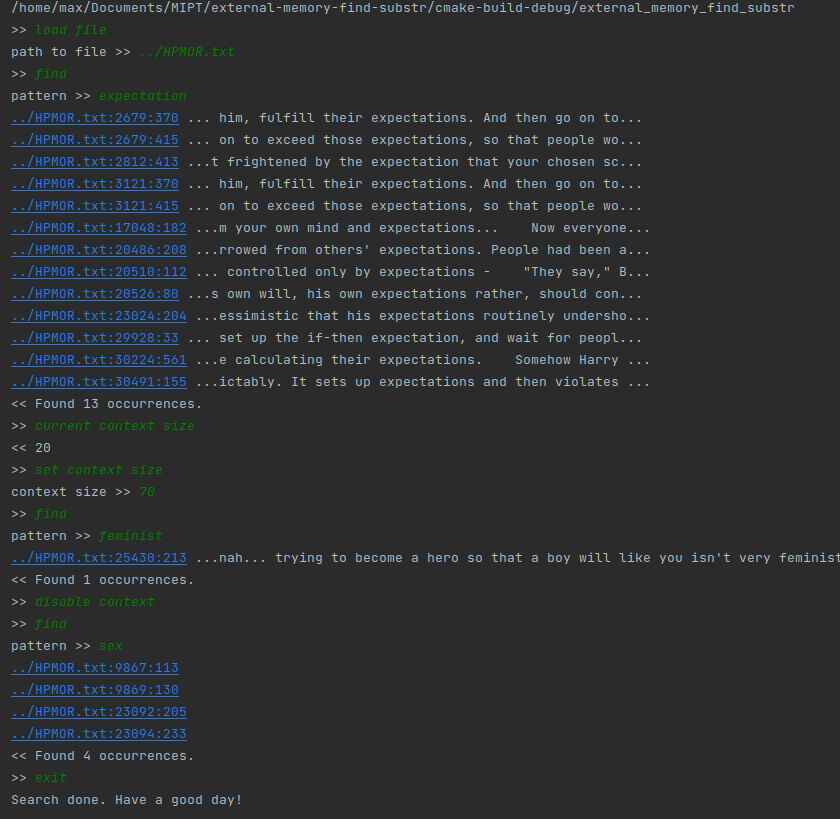 /home/max/Documents/MIPT/external-memory-find-substr/cmake-build-debug/external_memory_find_substr
>> load file
path to file >> ../HPMOR.txt
>> find
pattern >> expectation
../HPMOR.txt:2679:370 ... him, fulfill their expectations. And then go on to...
../HPMOR.txt:2679:415 ... on to exceed those expectations, so that people wo...
../HPMOR.txt:2812:413 ...t frightened by the expectation that your chosen sc...
../HPMOR.txt:3121:370 ... him, fulfill their expectations. And then go on to...
../HPMOR.txt:3121:415 ... on to exceed those expectations, so that people wo...
../HPMOR.txt:17048:182 ...m your own mind and expectations...    Now everyone...
../HPMOR.txt:20486:208 ...rrowed from others' expectations. People had been a...
../HPMOR.txt:20510:112 ... controlled only by expectations -    "They say," B...
../HPMOR.txt:20526:80 ...s own will, his own expectations rather, should con...
../HPMOR.txt:23024:204 ...essimistic that his expectations routinely undersho...
../HPMOR.txt:29928:33 ... set up the if-then expectation, and wait for peopl...
../HPMOR.txt:30224:561 ...e calculating their expectations.    Somehow Harry ...
../HPMOR.txt:30491:155 ...ictably. It sets up expectations and then violates ...
<< Found 13 occurrences.
>> current context size
<< 20
>> set context size
context size >> 70
>> find
pattern >> feminist
../HPMOR.txt:25430:213 ...nah... trying to become a hero so that a boy will like you isn't very feminist
<< Found 1 occurrences.
>> disable context
>> find
pattern >> sex
../HPMOR.txt:9867:113
../HPMOR.txt:9869:130
../HPMOR.txt:23092:205
../HPMOR.txt:23094:233
<< Found 4 occurrences.
>> exit
Search done. Have a good day!